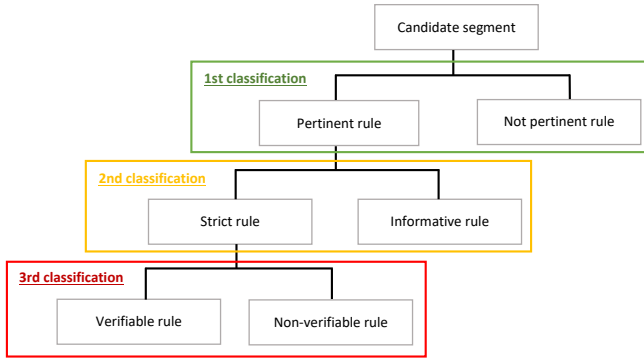 Candidate segment
1st classification
Pertinent rule
Not pertinent rule
2nd classification
Strict rule
Informative rule
3rd classification
Verifiable rule
Non-verifiable rule